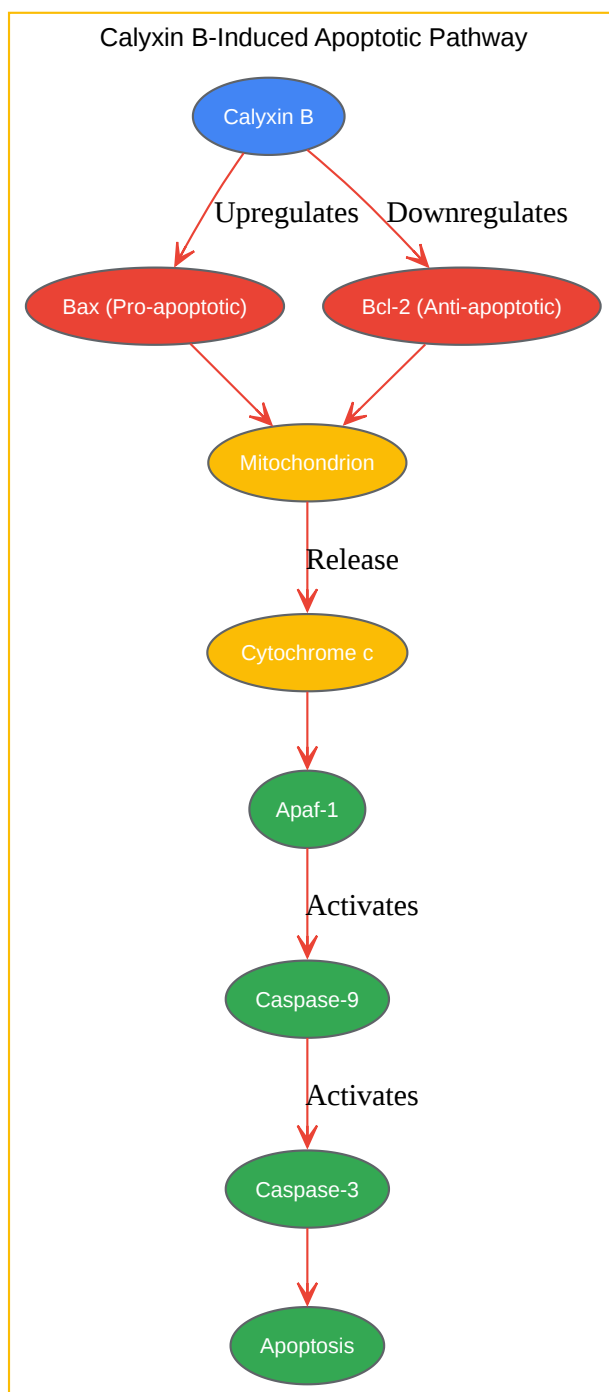 Calyxin B-Induced Apoptotic Pathway
Calyxin B
Upregulates
Downregulates
Bax (Pro-apoptotic)
Bcl-2 (Anti-apoptotic)
Mitochondrion
Release
Cytochrome c
Apaf-1
Activates
Caspase-9
Activates
Caspase-3
Apoptosis